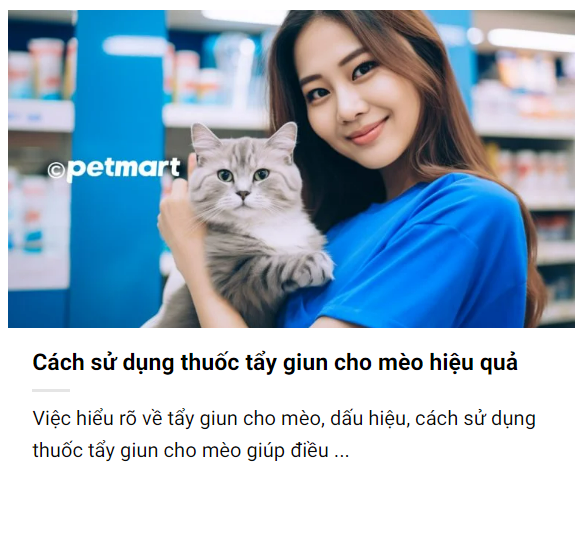 ©petmart
Cách sử dụng thuốc tẩy giun cho mèo hiệu quả
Việc hiểu rõ về tẩy giun cho mèo, dấu hiệu, cách sử dụng
thuốc tẩy giun cho mèo giúp điều ...